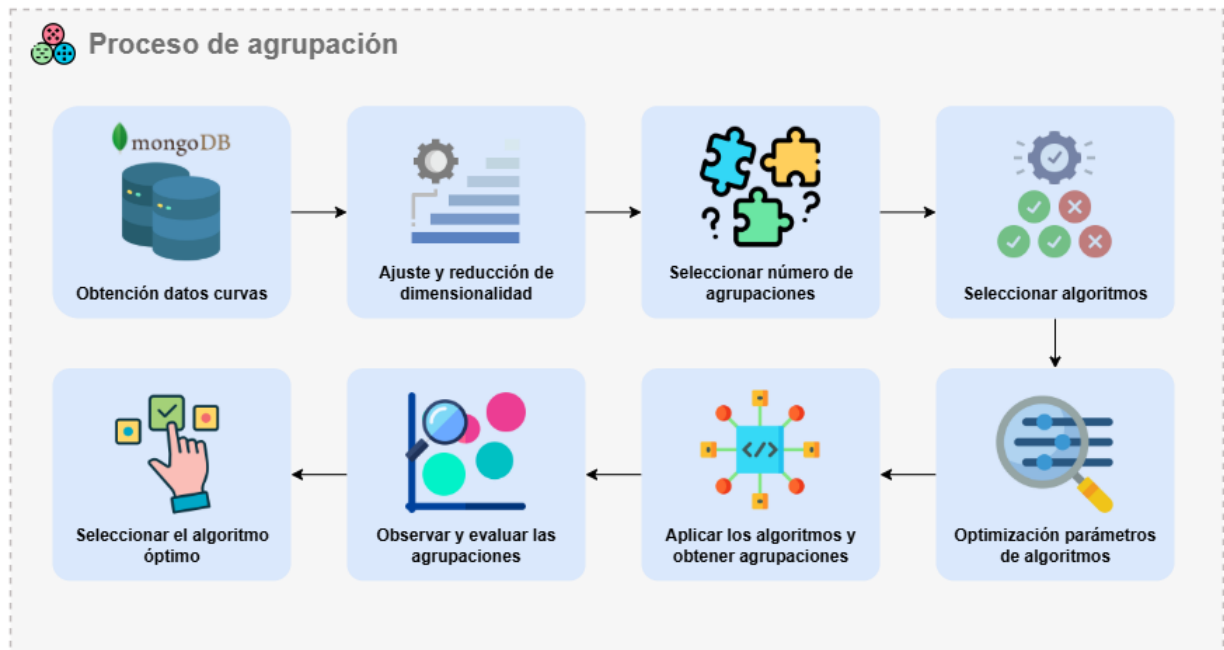 Proceso de agrupación
mongoDB
Obtención datos curvas
Ajuste y reducción de
dimensionalidad
? ?
Seleccionar número de
agrupaciones
Seleccionar algoritmos
Optimización parámetros
de algoritmos
</>
Aplicar los algoritmos y
obtener agrupaciones
Observar y evaluar las
agrupaciones
Seleccionar el algoritmo
óptimo